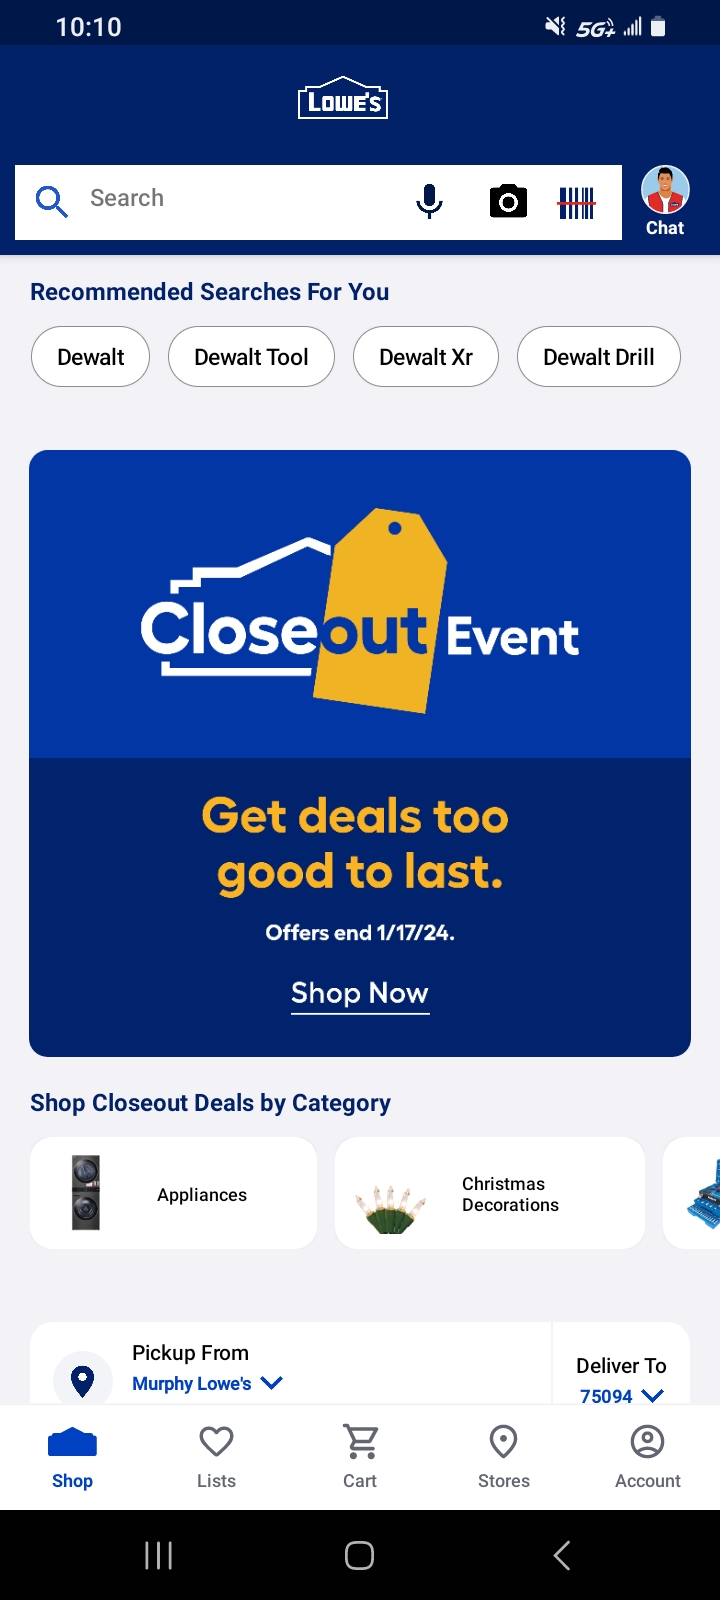 10:10
5G+
LOWE'S
Search
Chat
Recommended Searches For You
Dewalt
Dewalt Tool
Dewalt Xr
Dewalt Drill
Closeout Event
Get deals too
good to last.
Offers end 1/17/24.
Shop Now
Shop Closeout Deals by Category
Appliances
Christmas
Decorations
Pickup From
Murphy Lowe's
Deliver To
75094
Shop
Lists
Cart
Stores
Account